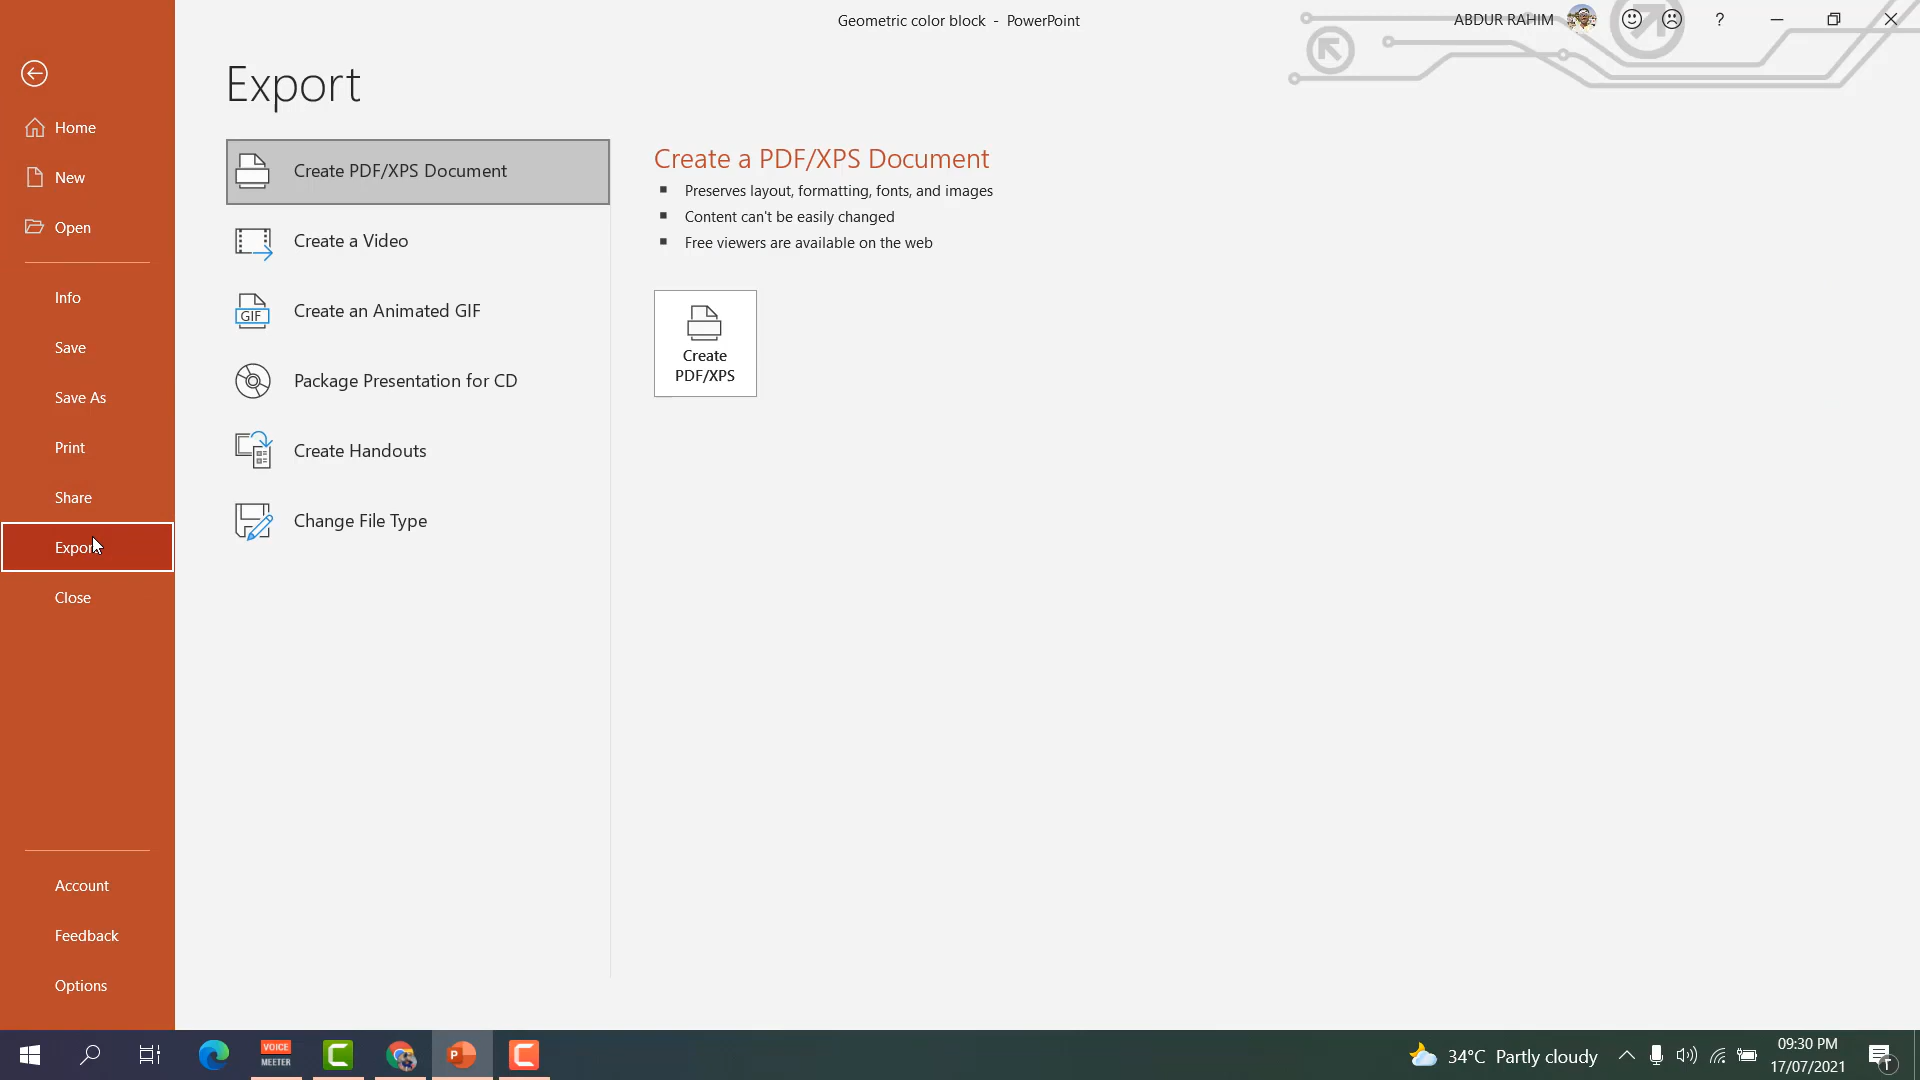 Geometric color block - PowerPoint
ABDUR RAHIM
?
Home
New
Open
Info
Save
Save As
Print
Share
Export
Close
Account
Feedback
Options
Export
Create PDF/XPS Document
Create a Video
GIF
Create an Animated GIF
Package Presentation for CD
Create Handouts
Change File Type
Create a PDF/XPS Document
Preserves layout, formatting, fonts, and images
Content can't be easily changed
Free viewers are available on the web
Create
PDF/XPS
VOICE
MEETER
34°C Partly cloudy
09:30 PM
17/07/2021